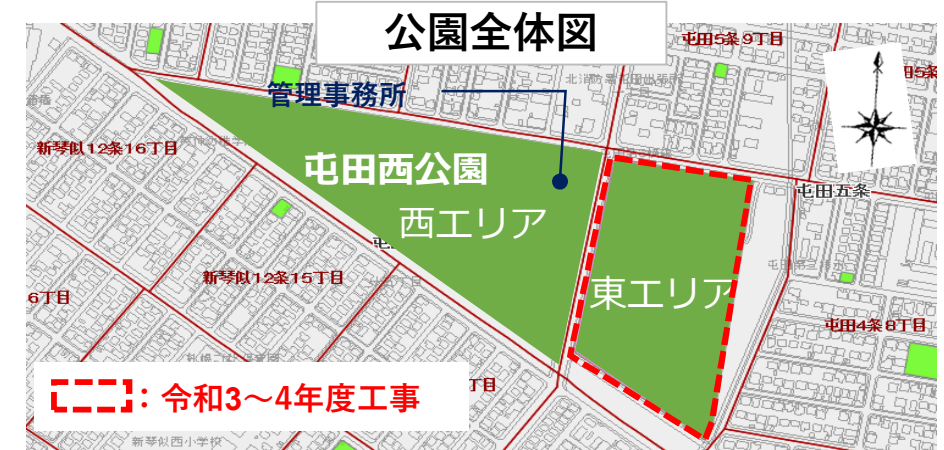 公園全体図
屯田5条9丁目
管理事務所
新琴似12条16丁目
屯田西公園
屯田五条
西エリア
新琴似12条15丁目
東エリア
6丁目
屯田4条8丁目
丁目
：令和3～4年度工事
新琴似西小学校